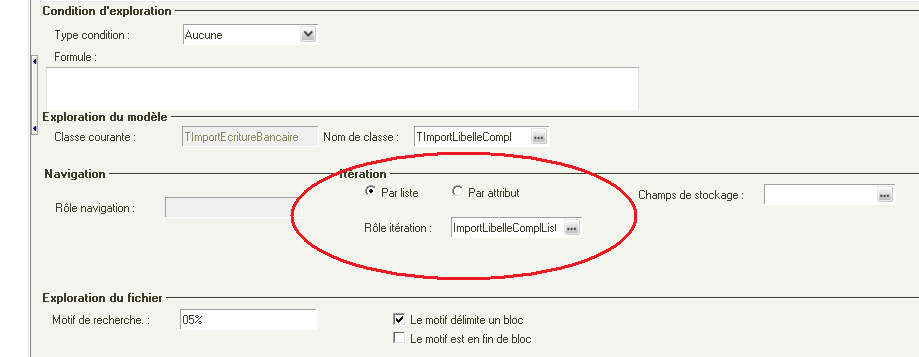 Condition d'exploration
Type condition : Aucune
Formule :
Exploration du modèle
Classe courante : TImportEcritureBancaire Nom de classe : TImportLibelleCompl ...
Navigation Itération
Par liste Par attribut Champs de stockage : ...
Rôle navigation : Rôle itération : ImportLibelleComplList ...
Exploration du fichier
Motif de recherche. : 05% Le motif délimite un bloc
Le motif est en fin de bloc